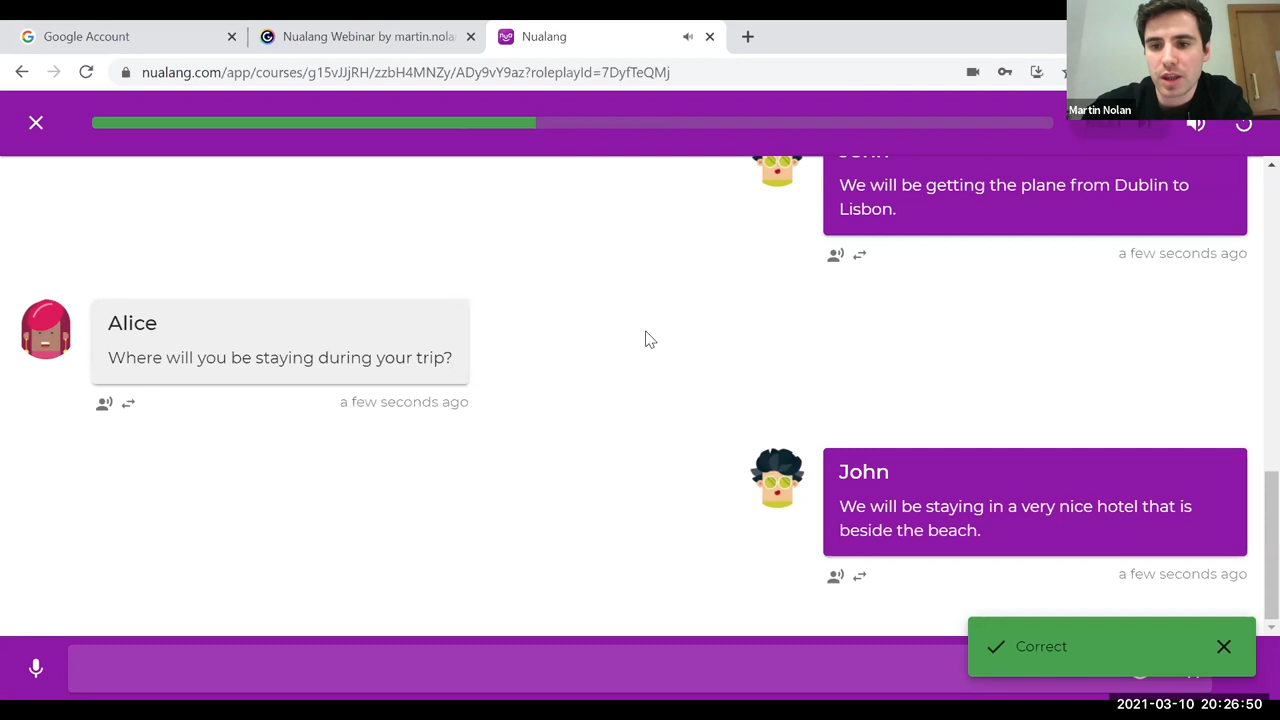 Google Account
Nualang Webinar by martin.nola
Nualang
nualang.com/app/courses/g15vJJjRH/zzbH4MNZy/ADy9vY9az?roleplayId=7DyfTeQMj
Martin Nolan
John
We will be getting the plane from Dublin to
Lisbon.
a few seconds ago
Alice
Where will you be staying during your trip?
a few seconds ago
John
We will be staying in a very nice hotel that is
beside the beach.
a few seconds ago
Correct
2021-03-10 20:26:50